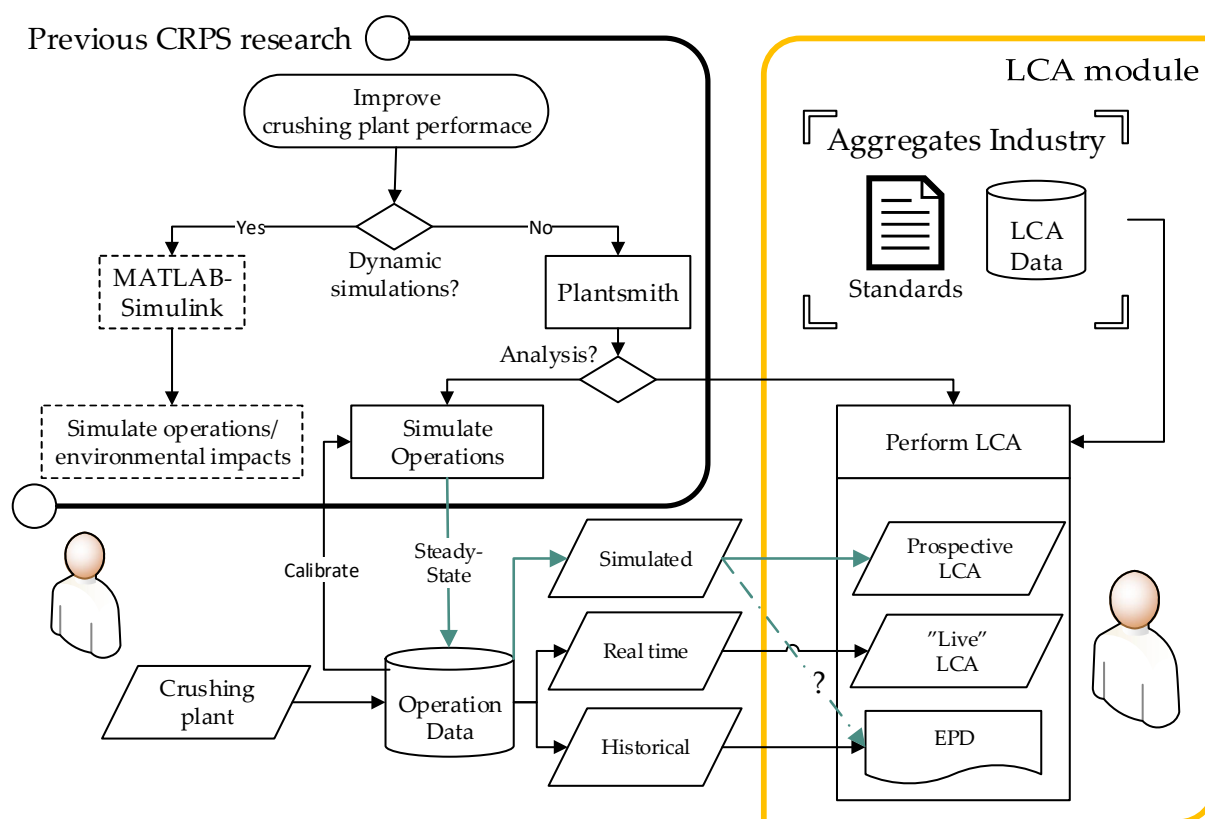 Previous CRPS research
LCA module
Improve
crushing plant performace
Aggregates Industry
Yes
No
Dynamic
simulations?
MATLAB-
Simulink
Plantsmith
LCA
Data
Standards
Analysis?
Simulate operations/
environmental impacts
Simulate
Operations
Perform LCA
Calibrate
Steady-
State
Simulated
Prospective
LCA
Real time
”Live”
LCA
?
Crushing
plant
Operation
Data
Historical
EPD